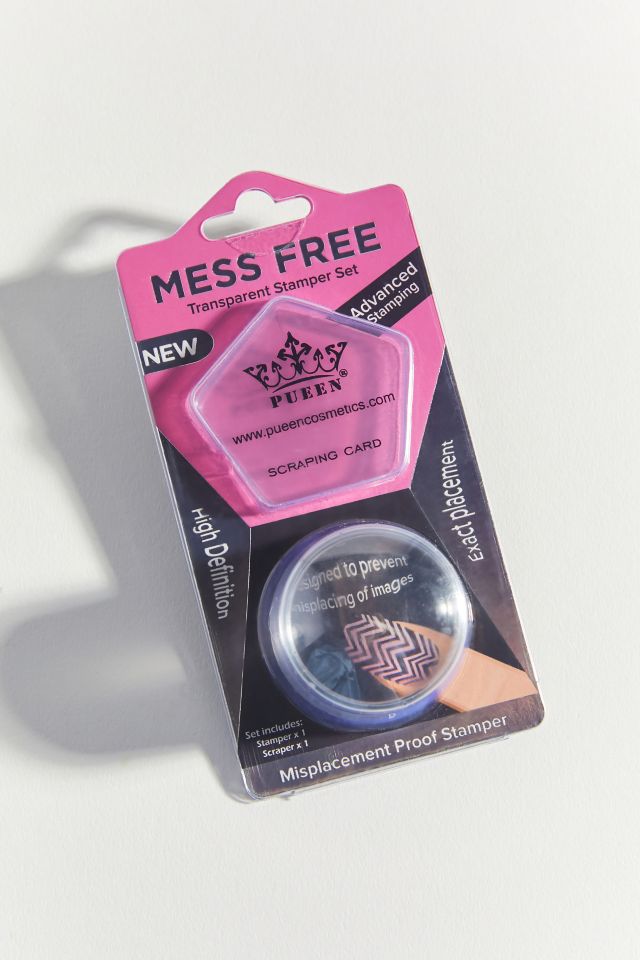 MESS FREE
Transparent Stamper Set
Advanced
Stamping
NEW
PUEEN®
www.pueencosmetics.com
SCRAPING CARD
High Definition
Exact placement
signed to prevent
isplacing of images
Set includes:
Stamper x 1
Scraper x 1
Misplacement Proof Stamper